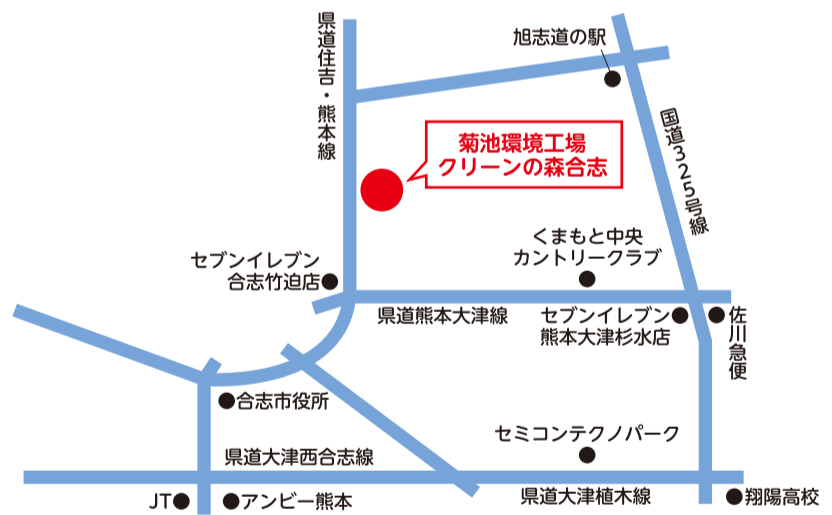 県道住吉・熊本線
旭志道の駅
国道325号線
菊池環境工場
クリーンの森合志
くまもと中央
カントリークラブ
セブンイレブン
合志竹迫店
県道熊本大津線
セブンイレブン
熊本大津杉水店
佐川急便
合志市役所
セミコンテクノパーク
県道大津西合志線
県道大津植木線
JT
アンビー熊本
翔陽高校